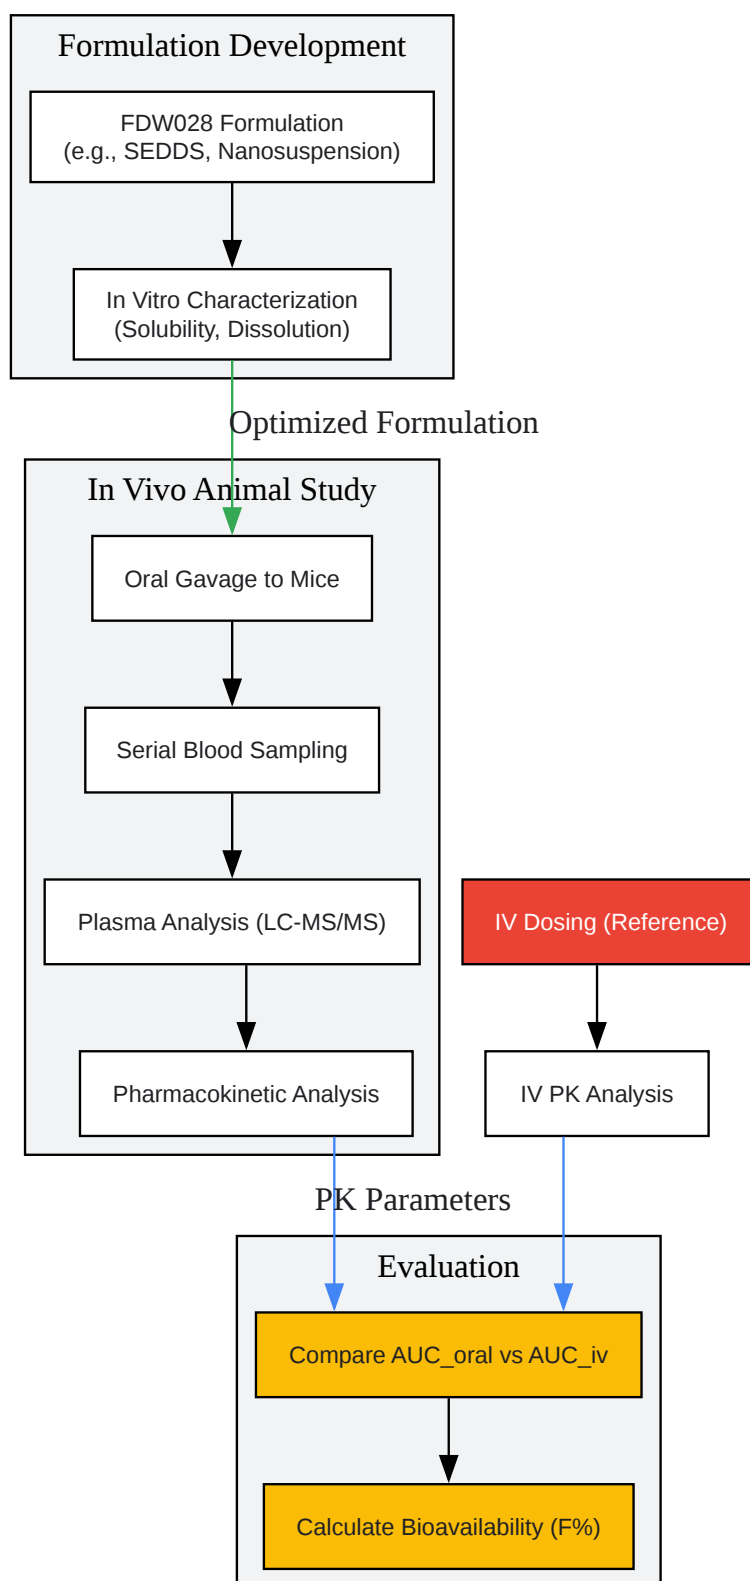 Formulation Development
FDW028 Formulation
(e.g., SEDDS, Nanosuspension)
In Vitro Characterization
(Solubility, Dissolution)
Optimized Formulation
In Vivo Animal Study
Oral Gavage to Mice
Serial Blood Sampling
Plasma Analysis (LC-MS/MS)
IV Dosing (Reference)
Pharmacokinetic Analysis
IV PK Analysis
PK Parameters
Evaluation
Compare AUC_oral vs AUC_iv
Calculate Bioavailability (F%)